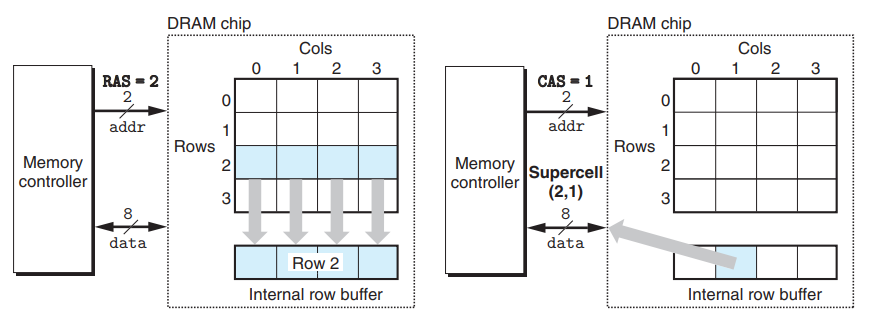 DRAM chip
Cols
0 1 2 3
RAS = 2
2
addr
0
1
Rows
2
3
Memory
controller
8
data
Row 2
Internal row buffer
DRAM chip
Cols
0 1 2 3
CAS = 1
2
addr
0
1
Rows
2
3
Memory
controller
Supercell
(2,1)
8
data
Internal row buffer